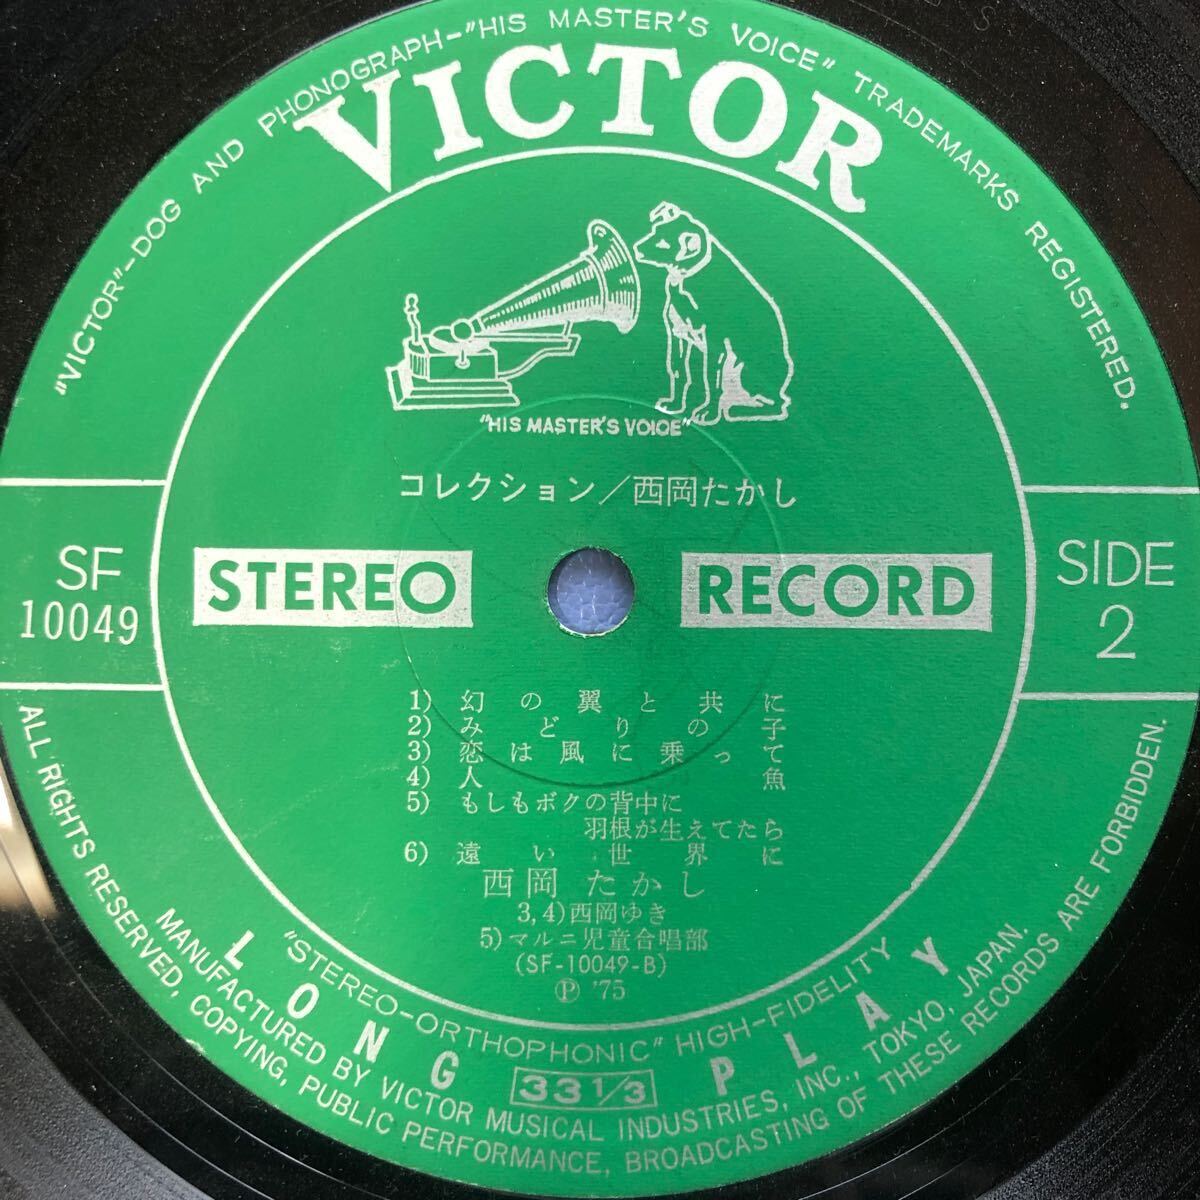 "VICTOR"–DOG AND PHONOGRAPH–"HIS MASTER'S VOICE" TRADEMARKS REGISTERED.
VICTOR
"HIS MASTER'S VOICE"
コレクション/西岡たかし
SF
10049
STEREO
RECORD
SIDE
2
1) 幻の翼と共に
2) みどりの子
3) 恋は風に乗って
4) 人魚
5) もしもボクの背中に
羽根が生えてたら
6) 遠い世界に
西岡たかし
3,4)西岡ゆき
5)マルニ児童合唱部
(SF-10049-B)
Ⓟ '75
"STEREO-ORTHOPHONIC" HIGH-FIDELITY
LONG 33 1/3 PLAY
MANUFACTURED BY VICTOR MUSICAL INDUSTRIES, INC., TOKYO, JAPAN.
ALL RIGHTS RESERVED, COPYING, PUBLIC PERFORMANCE, BROADCASTING OF THESE RECORDS ARE FORBIDDEN.